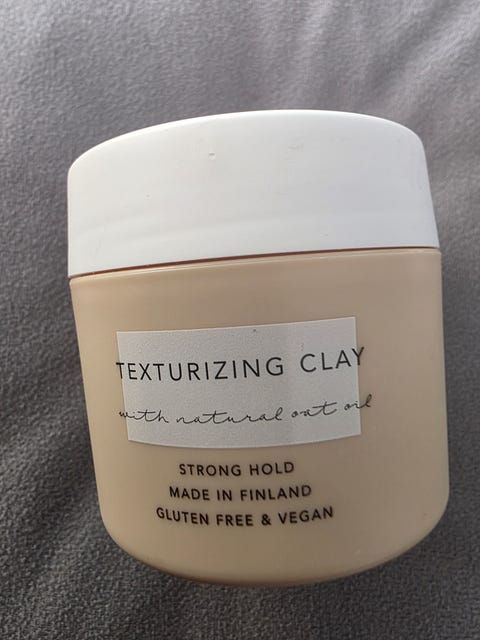 TEXTURIZING CLAY
with natural oat oil
STRONG HOLD
MADE IN FINLAND
GLUTEN FREE & VEGAN